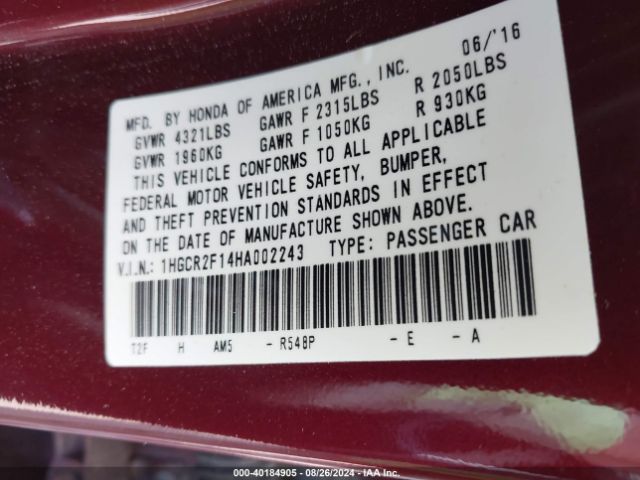 MFD. BY HONDA OF AMERICA MFG., INC. 06/'16
GVWR 4321LBS GAWR F 2315LBS R 2050LBS
GVWR 1960KG GAWR F 1050KG R 930KG
THIS VEHICLE CONFORMS TO ALL APPLICABLE
FEDERAL MOTOR VEHICLE SAFETY, BUMPER,
AND THEFT PREVENTION STANDARDS IN EFFECT
ON THE DATE OF MANUFACTURE SHOWN ABOVE.
V.I.N.: 1HGCR2F14HA002243 TYPE: PASSENGER CAR
T2F H AM5 - R548P - E - A
000-40184905 - 08/26/2024 - IAA Inc.